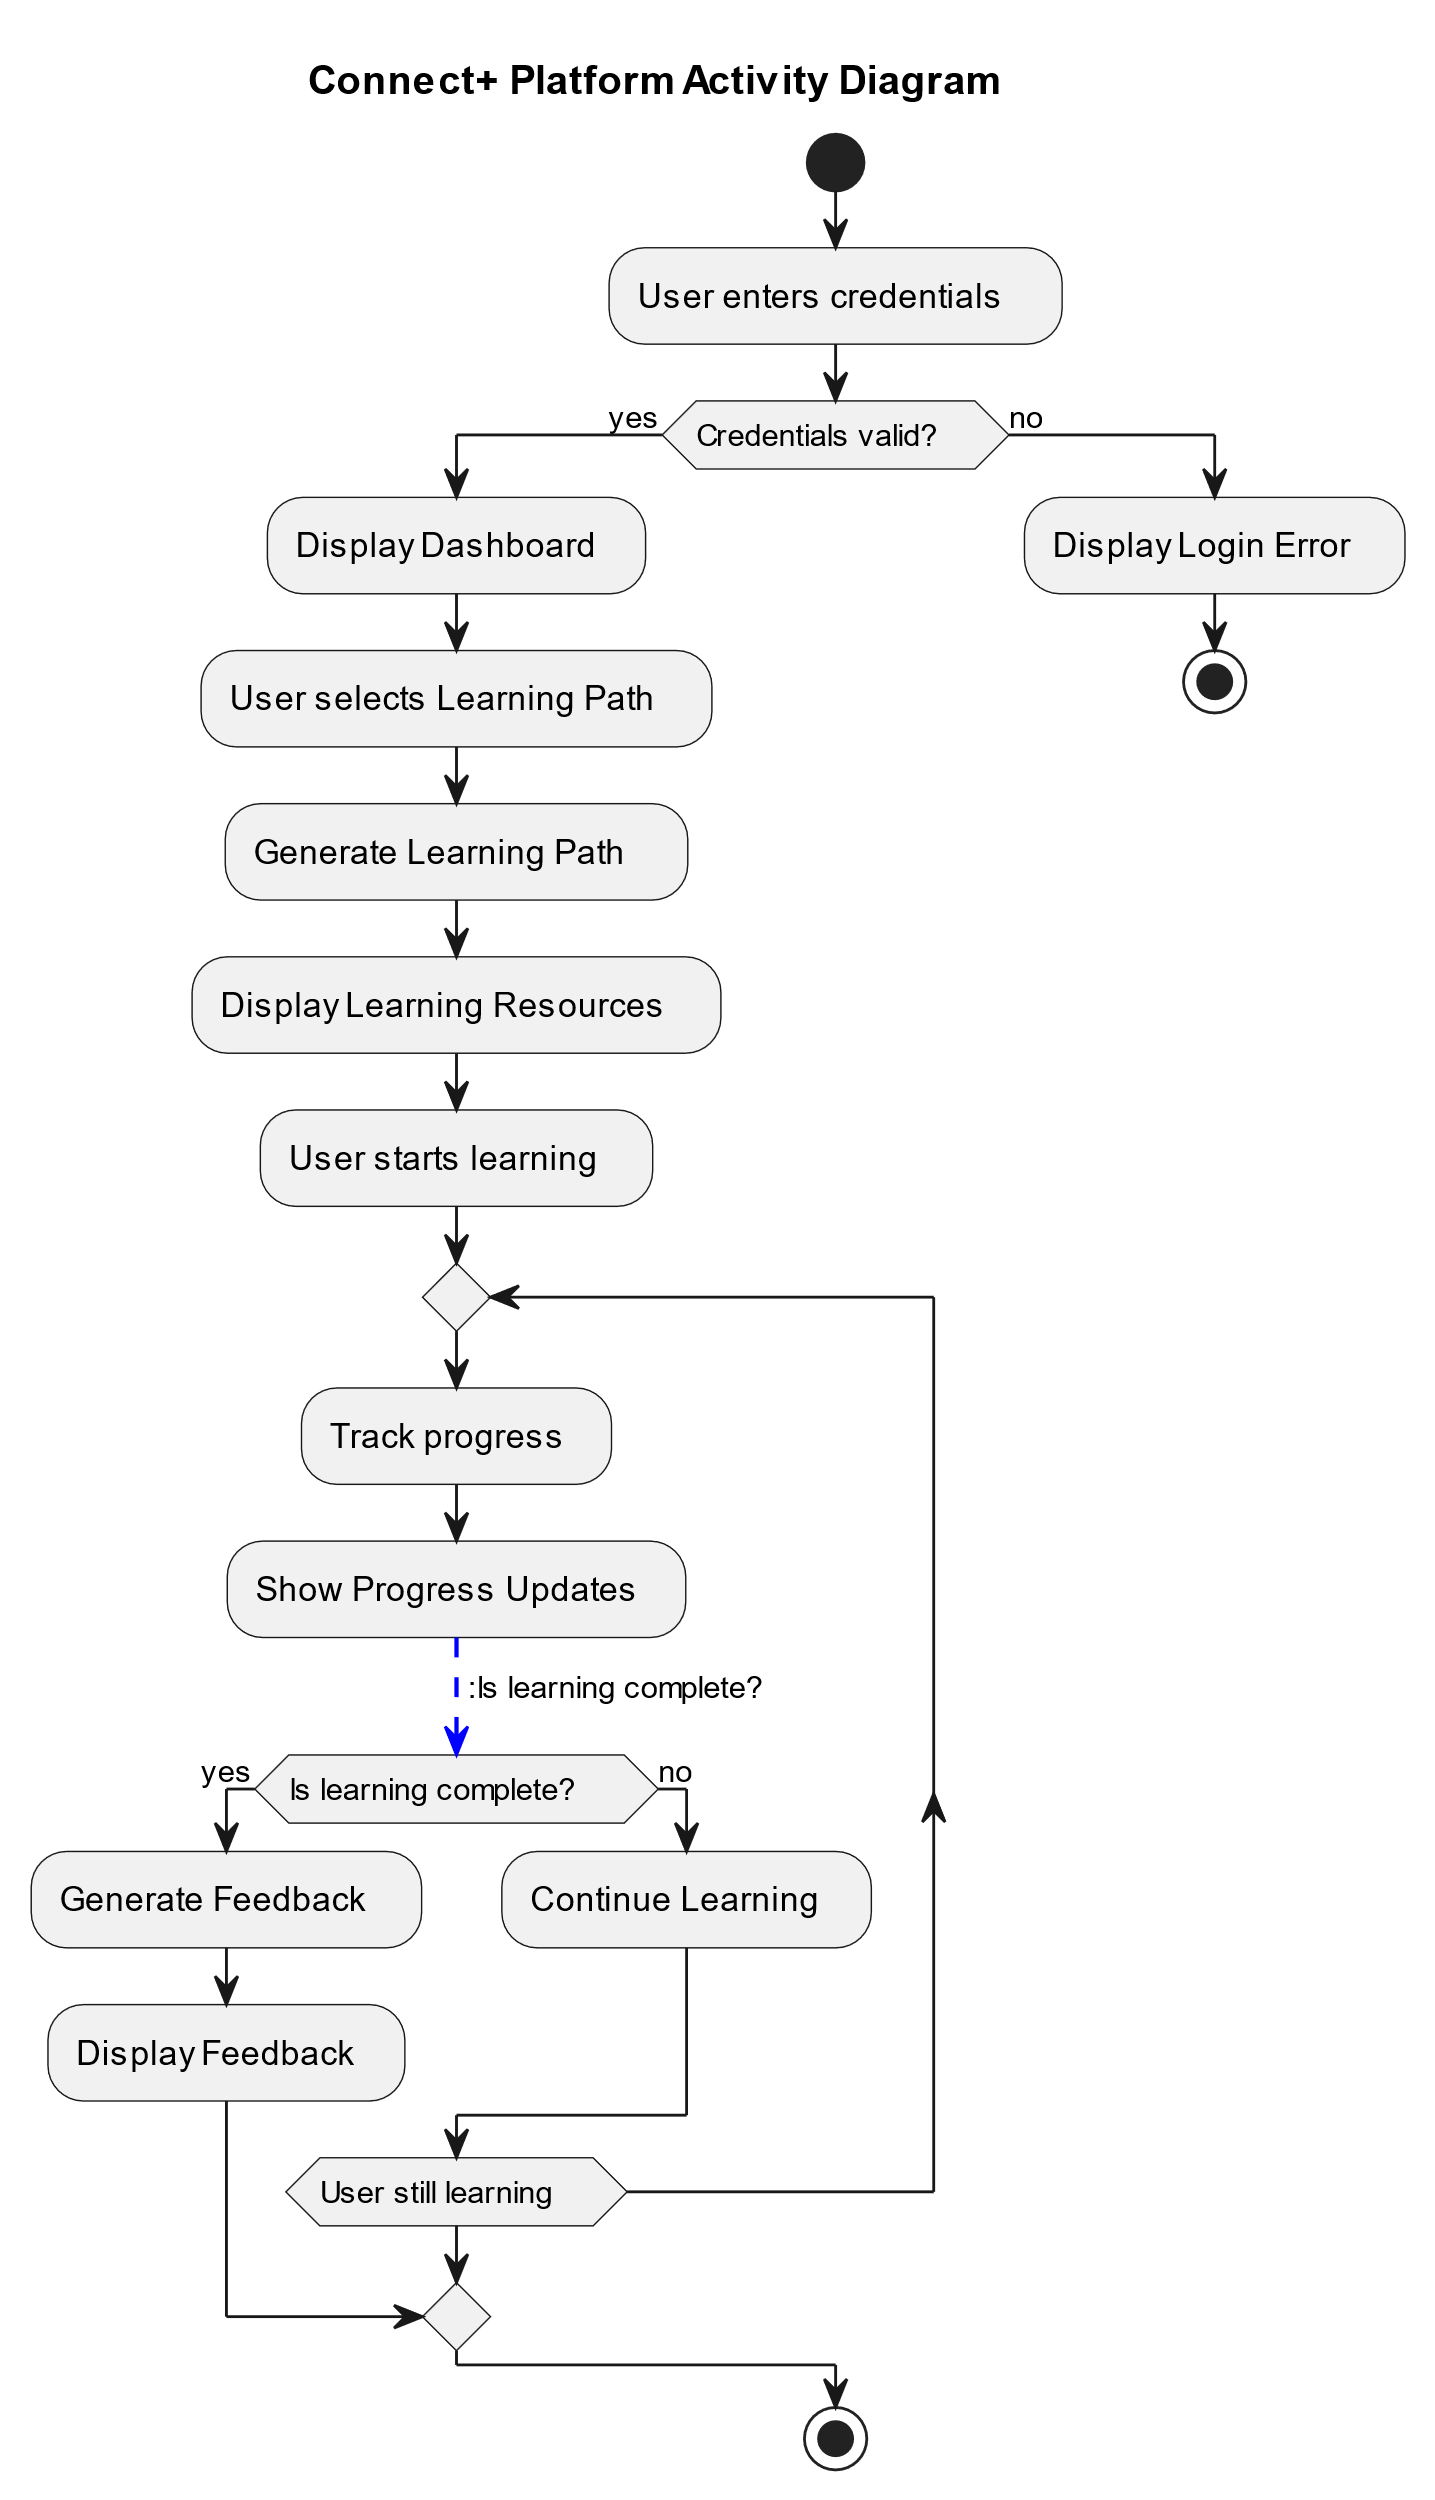 Connect+ Platform Activity Diagram
User enters credentials
yes
Credentials valid?
no
Display Dashboard
Display Login Error
User selects Learning Path
Generate Learning Path
Display Learning Resources
User starts learning
Track progress
Show Progress Updates
:Is learning complete?
yes
Is learning complete?
no
Generate Feedback
Continue Learning
Display Feedback
User still learning